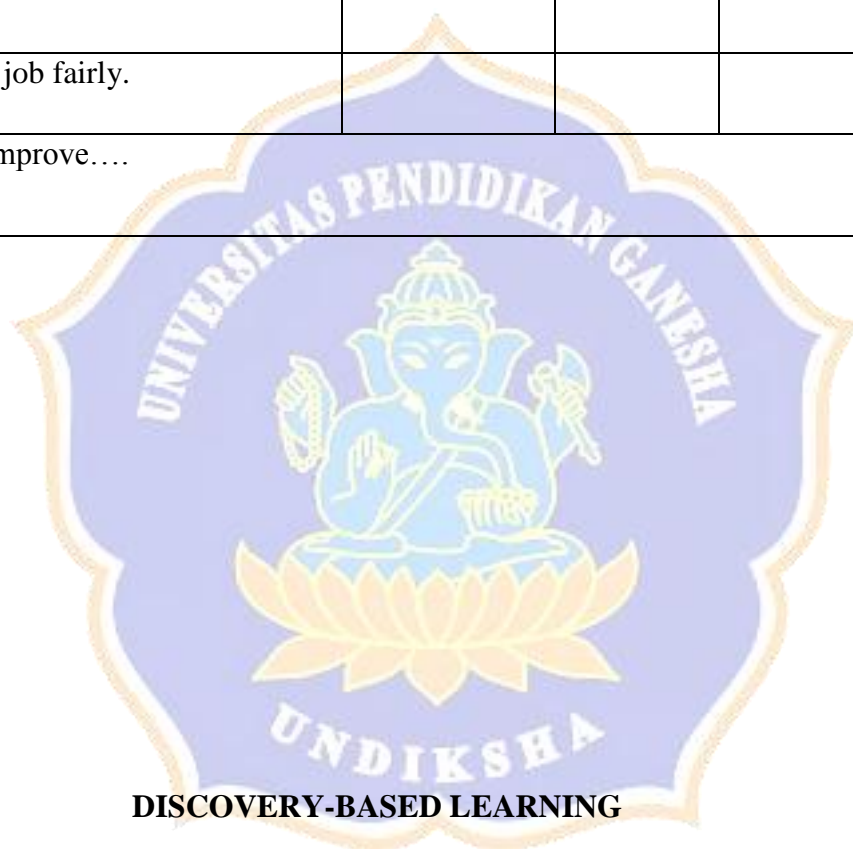 job fairly.
mprove….
UNIVERSITAS PENDIDIKAN GANESHA
UNDIKSHA
DISCOVERY-BASED LEARNING